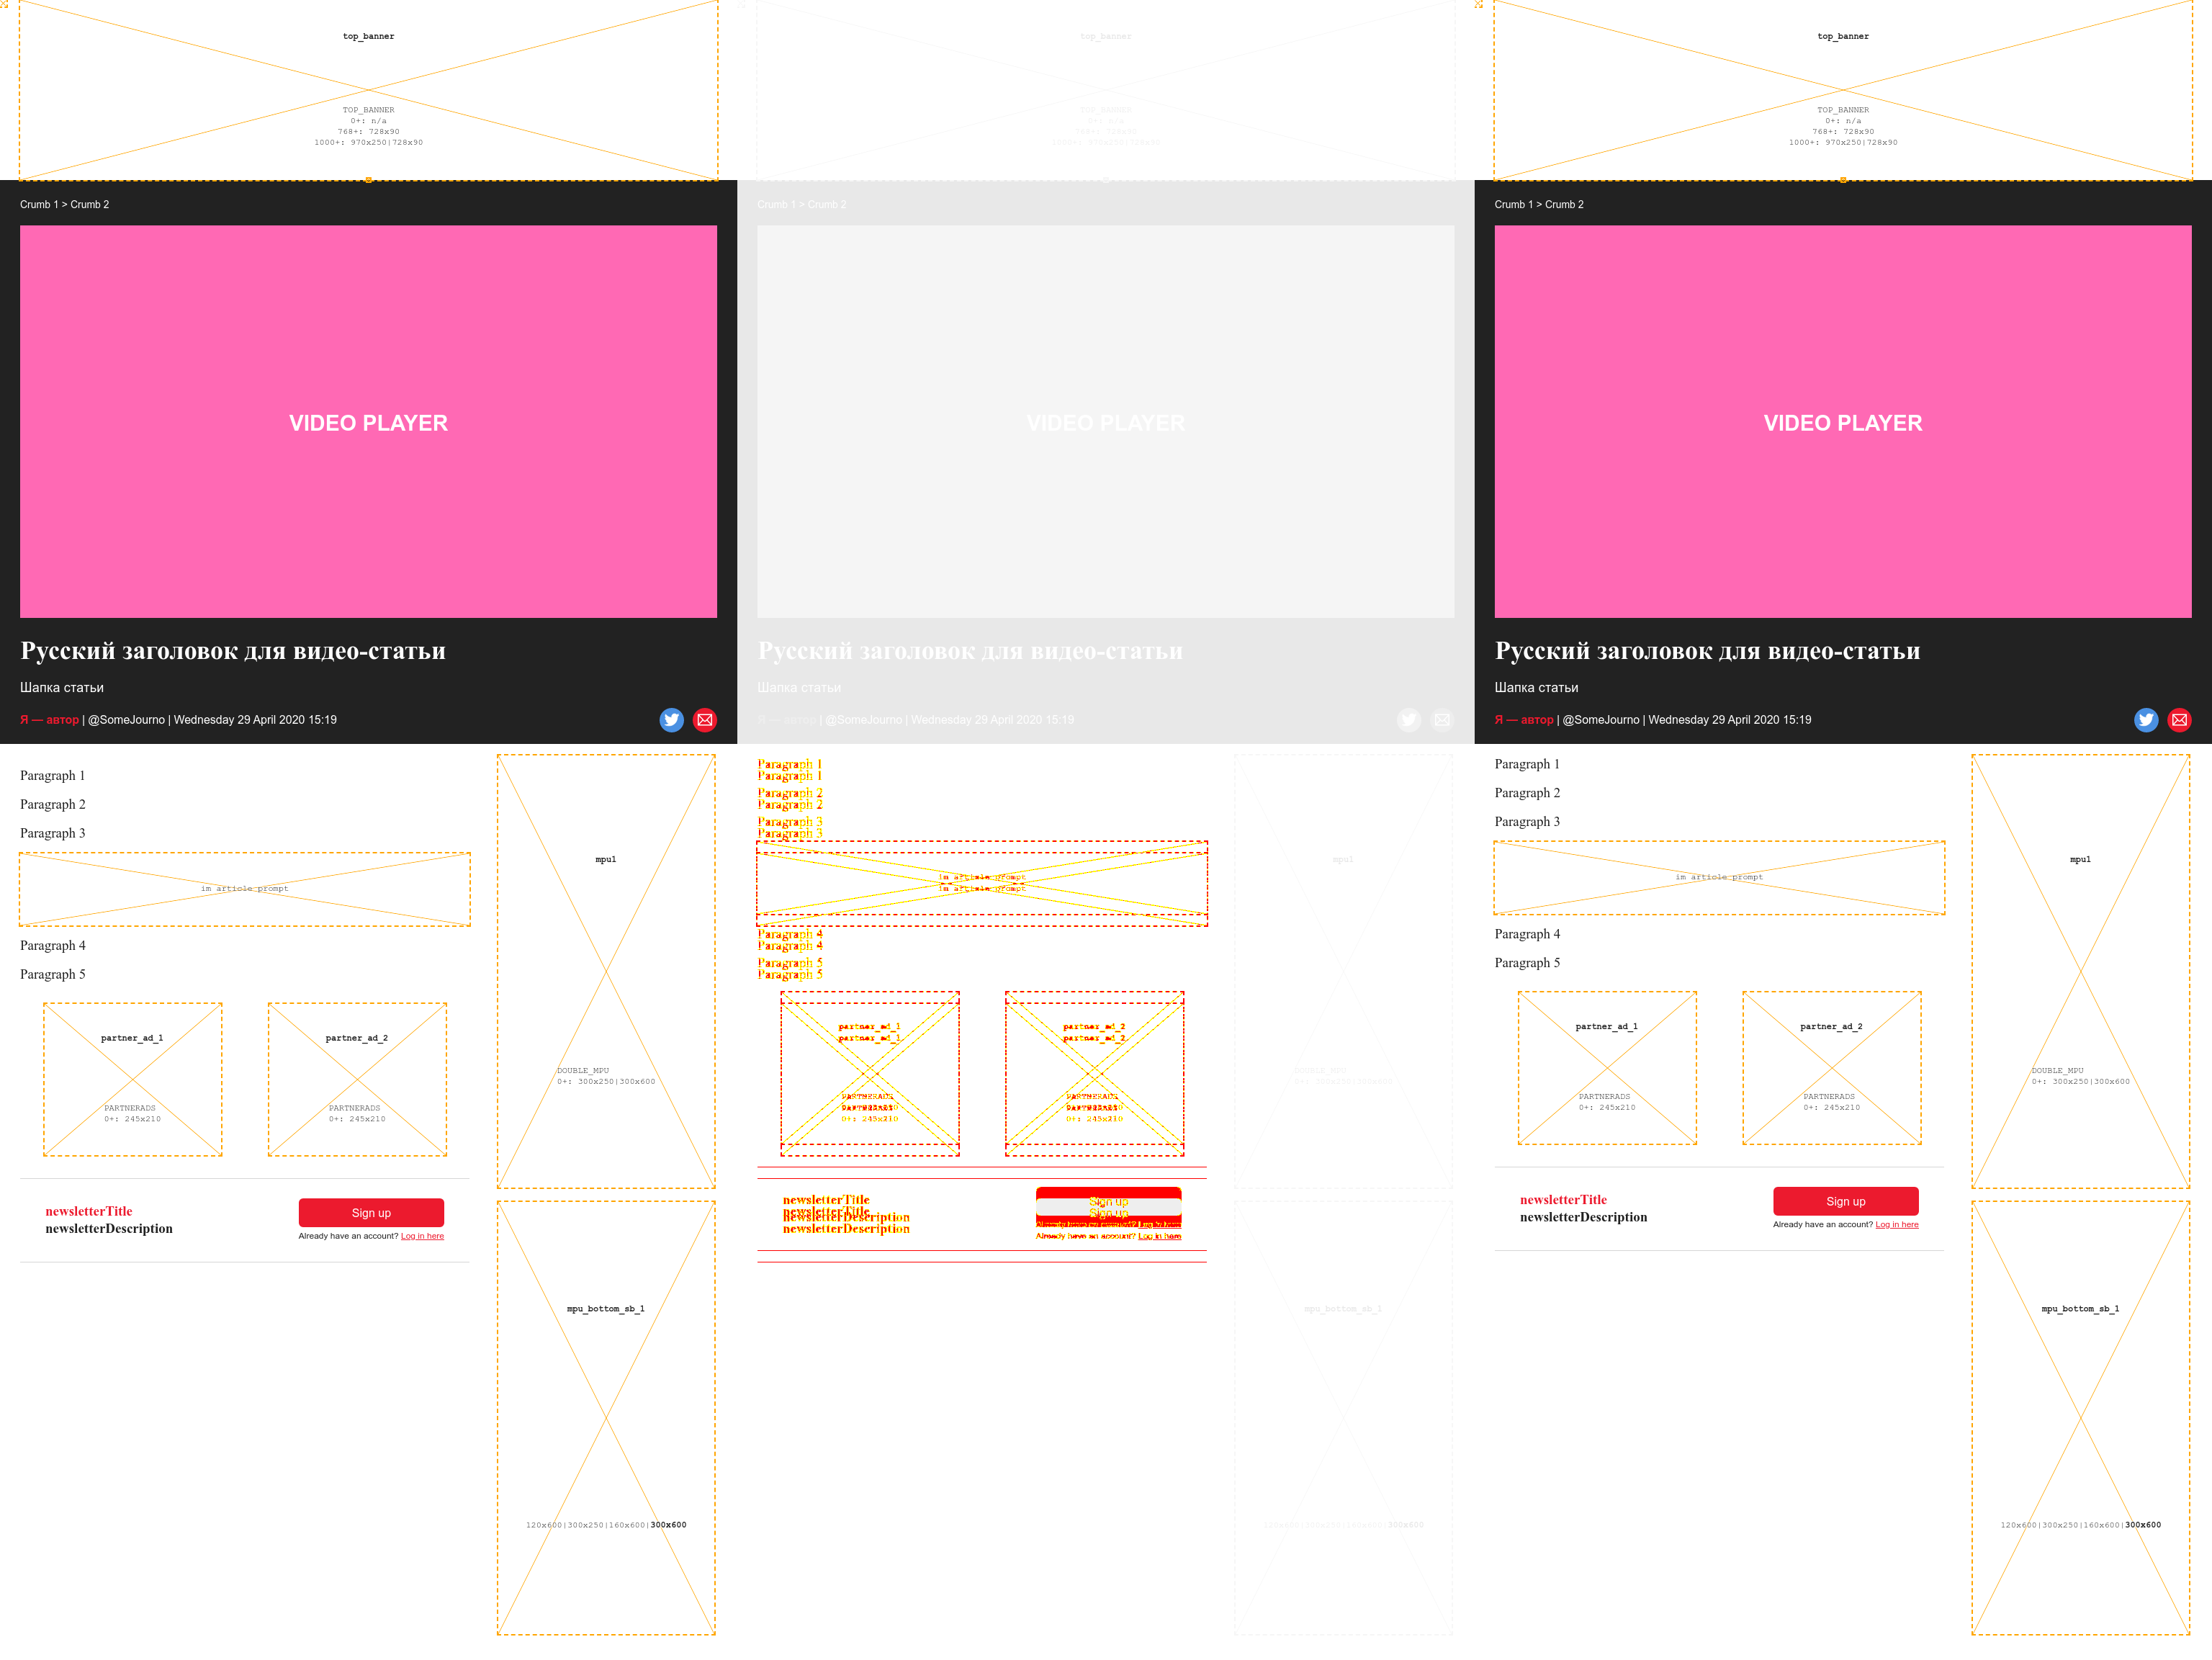 top_banner
TOP_BANNER
0+: n/a
768+: 728x90
1000+: 970x250|728x90
Crumb 1 > Crumb 2
VIDEO PLAYER
Русский заголовок для видео-статьи
Шапка статьи
Я — автор | @SomeJourno | Wednesday 29 April 2020 15:19
Paragraph 1
Paragraph 2
Paragraph 3
im article prompt
Paragraph 4
Paragraph 5
partner_ad_1
PARTNERADS
0+: 245x210
partner_ad_2
PARTNERADS
0+: 245x210
newsletterTitle
newsletterDescription
Sign up
Already have an account? Log in here
mpu1
DOUBLE_MPU
0+: 300x250|300x600
mpu_bottom_sb_1
120x600|300x250|160x600|300x600
top_banner
TOP_BANNER
0+: n/a
768+: 728x90
1000+: 970x250|728x90
Crumb 1 > Crumb 2
VIDEO PLAYER
Русский заголовок для видео-статьи
Шапка статьи
Я — автор | @SomeJourno | Wednesday 29 April 2020 15:19
Paragraph 1
Paragraph 1
Paragraph 2
Paragraph 2
Paragraph 3
Paragraph 3
im article prompt
im article prompt
Paragraph 4
Paragraph 4
Paragraph 5
Paragraph 5
partner_ad_1
partner_ad_1
PARTNERADS
0+: 245x210
partner_ad_2
partner_ad_2
PARTNERADS
0+: 245x210
newsletterTitle
newsletterTitle
newsletterDescription
newsletterDescription
Sign up
Sign up
Already have an account? Log in here
Already have an account? Log in here
mpu1
DOUBLE_MPU
0+: 300x250|300x600
mpu_bottom_sb_1
120x600|300x250|160x600|300x600
top_banner
TOP_BANNER
0+: n/a
768+: 728x90
1000+: 970x250|728x90
Crumb 1 > Crumb 2
VIDEO PLAYER
Русский заголовок для видео-статьи
Шапка статьи
Я — автор | @SomeJourno | Wednesday 29 April 2020 15:19
Paragraph 1
Paragraph 2
Paragraph 3
im article prompt
Paragraph 4
Paragraph 5
partner_ad_1
PARTNERADS
0+: 245x210
partner_ad_2
PARTNERADS
0+: 245x210
newsletterTitle
newsletterDescription
Sign up
Already have an account? Log in here
mpu1
DOUBLE_MPU
0+: 300x250|300x600
mpu_bottom_sb_1
120x600|300x250|160x600|300x600